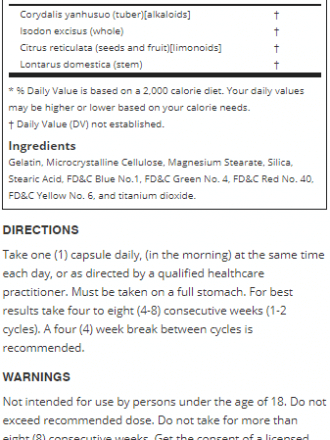 Corydalis yanhusuo (tuber)[alkaloids] †
Isodon excisus (whole) †
Citrus reticulata (seeds and fruit)[limonoids] †
Lontarus domestica (stem) †
* % Daily Value is based on a 2,000 calorie diet. Your daily values
may be higher or lower based on your calorie needs.
† Daily Value (DV) not established.
Ingredients
Gelatin, Microcrystalline Cellulose, Magnesium Stearate, Silica,
Stearic Acid, FD&C Blue No.1, FD&C Green No. 4, FD&C Red No. 40,
FD&C Yellow No. 6, and titanium dioxide.
DIRECTIONS
Take one (1) capsule daily, (in the morning) at the same time
each day, or as directed by a qualified healthcare
practitioner. Must be taken on a full stomach. For best
results take four to eight (4-8) consecutive weeks (1-2
cycles). A four (4) week break between cycles is
recommended.
WARNINGS
Not intended for use by persons under the age of 18. Do not
exceed recommended dose. Do not take for more than
eight (8) consecutive weeks. Get the consent of a licensed